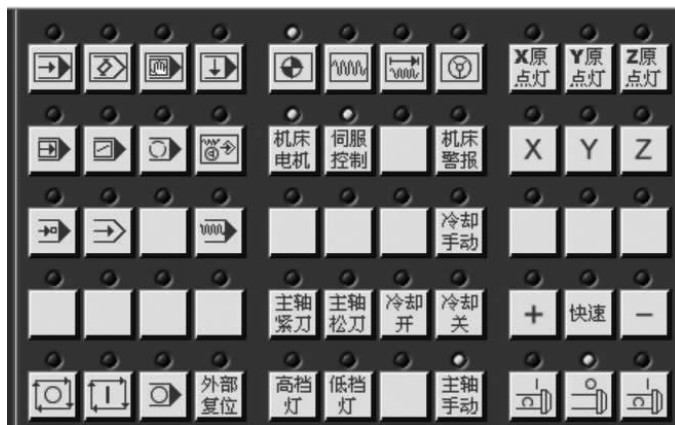 X原 Y原 Z原
点灯 点灯 点灯
机床 伺服 机床 X Y Z
电机 控制 警报
冷却
手动
主轴 主轴 冷却 冷却 + 快速 −
紧刀 松刀 开 关
外部 高档 低档 主轴
复位 灯 灯 手动